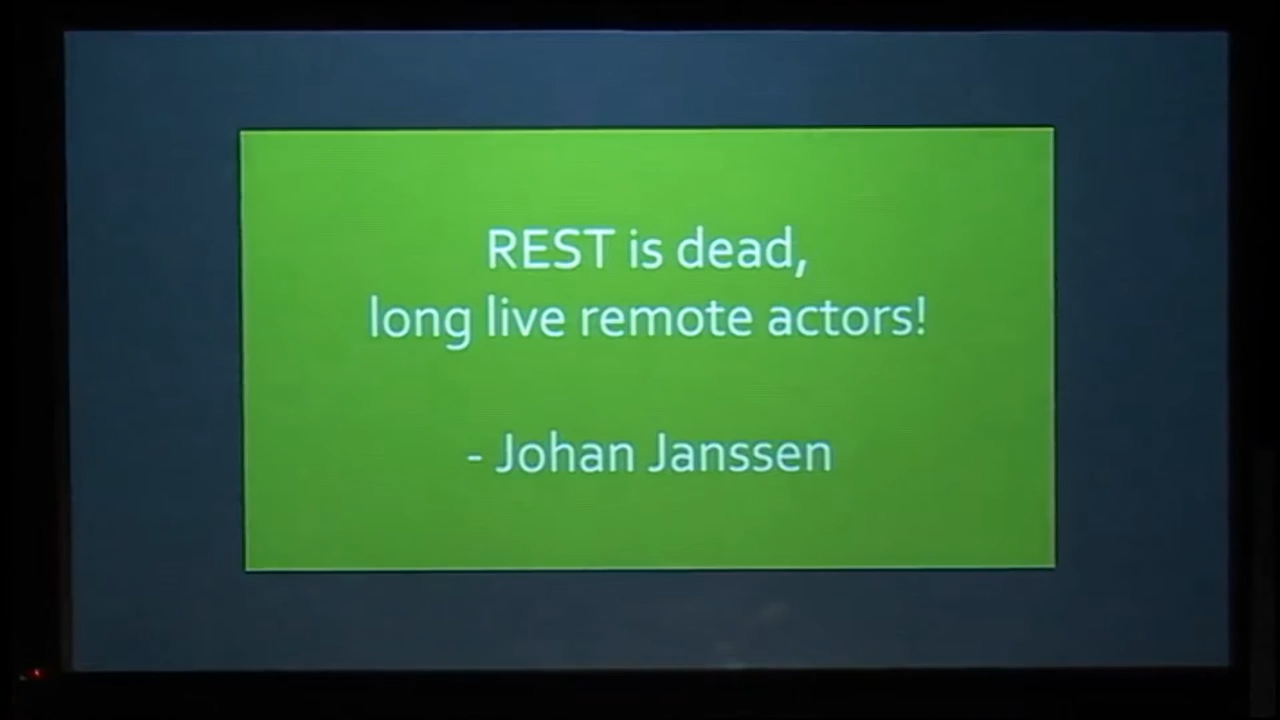 REST is dead,
long live remote actors!
- Johan Janssen